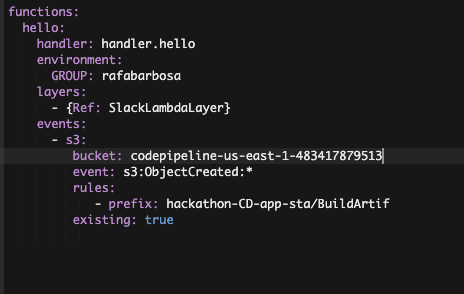 functions:
  hello:
    handler: handler.hello
    environment:
      GROUP: rafabarbosa
    layers:
      - {Ref: SlackLambdaLayer}
    events:
      - s3:
          bucket: codepipeline-us-east-1-483417879513
          event: s3:ObjectCreated:*
          rules:
            - prefix: hackathon-CD-app-sta/BuildArtif
          existing: true